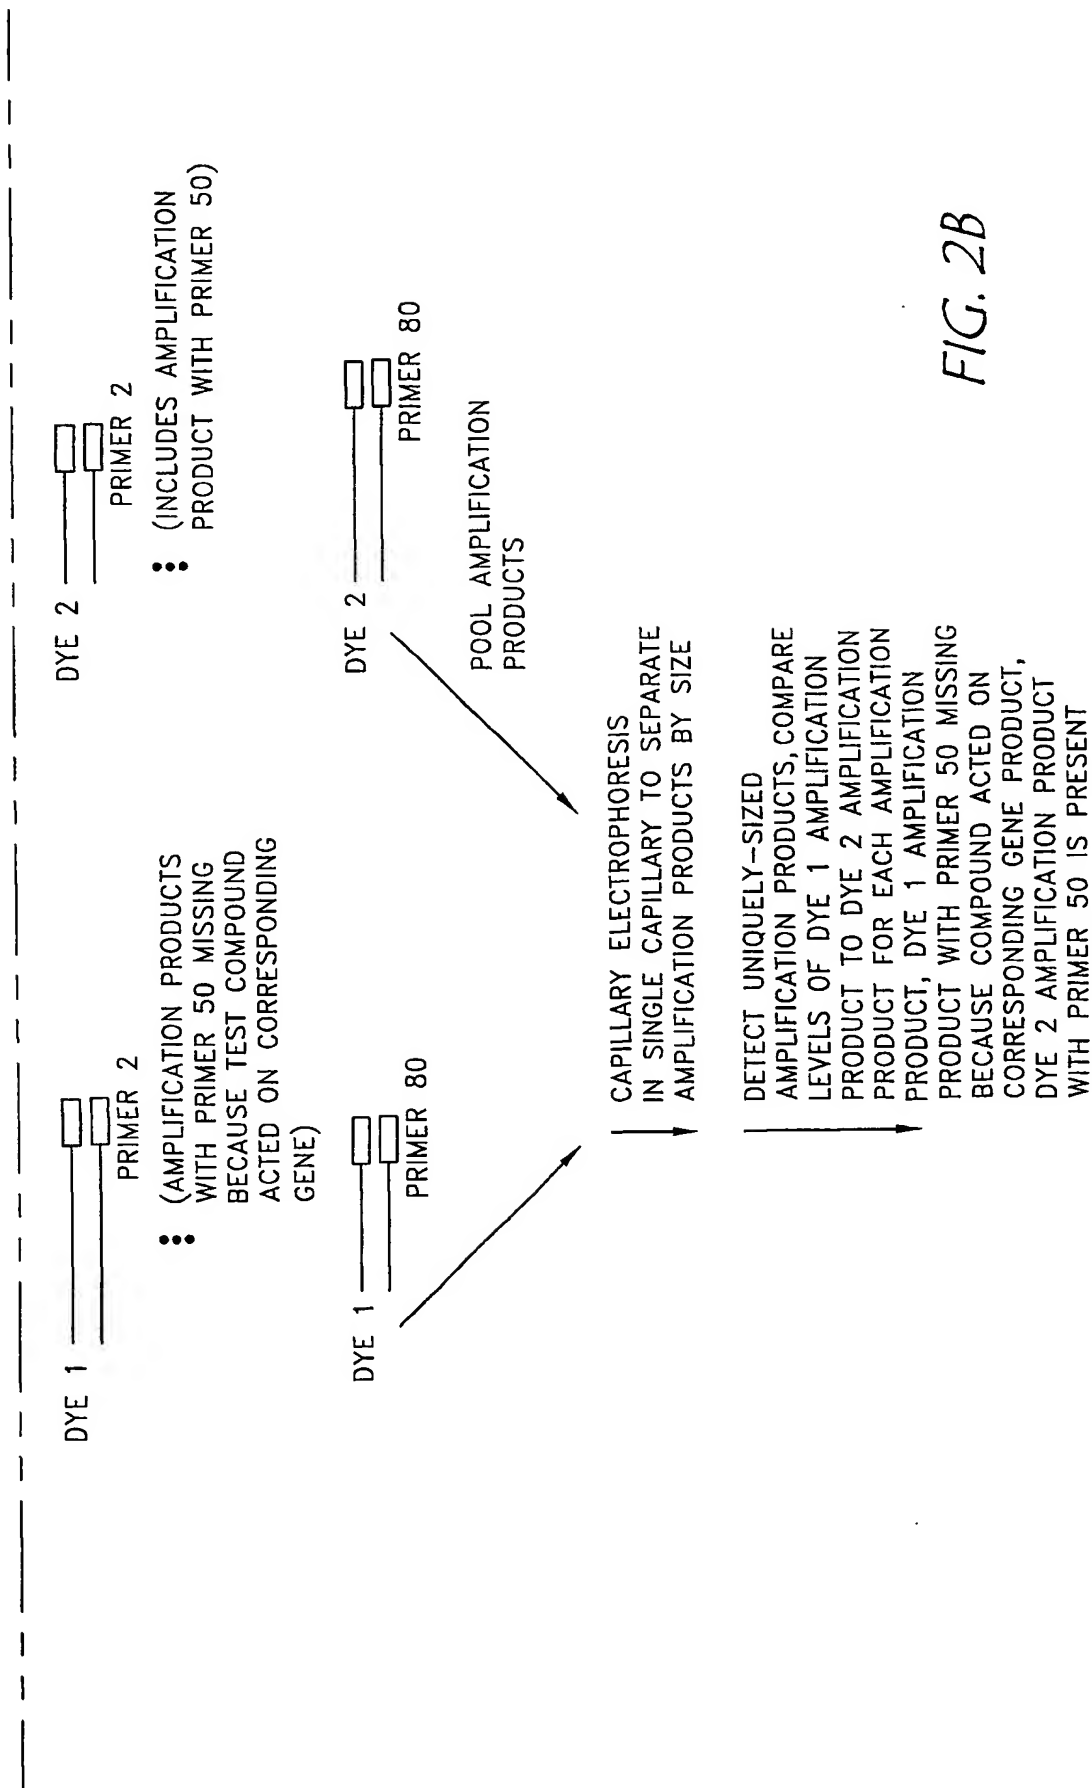 DYE 1
PRIMER 2
(AMPLIFICATION PRODUCTS
WITH PRIMER 50 MISSING
BECAUSE TEST COMPOUND
ACTED ON CORRESPONDING
GENE)
DYE 1
PRIMER 80
DYE 2
PRIMER 2
(INCLUDES AMPLIFICATION
PRODUCT WITH PRIMER 50)
DYE 2
PRIMER 80
POOL AMPLIFICATION
PRODUCTS
CAPILLARY ELECTROPHORESIS
IN SINGLE CAPILLARY TO SEPARATE
AMPLIFICATION PRODUCTS BY SIZE
DETECT UNIQUELY-SIZED
AMPLIFICATION PRODUCTS, COMPARE
LEVELS OF DYE 1 AMPLIFICATION
PRODUCT TO DYE 2 AMPLIFICATION
PRODUCT FOR EACH AMPLIFICATION
PRODUCT, DYE 1 AMPLIFICATION
PRODUCT WITH PRIMER 50 MISSING
BECAUSE COMPOUND ACTED ON
CORRESPONDING GENE PRODUCT,
DYE 2 AMPLIFICATION PRODUCT
WITH PRIMER 50 IS PRESENT
FIG. 2B